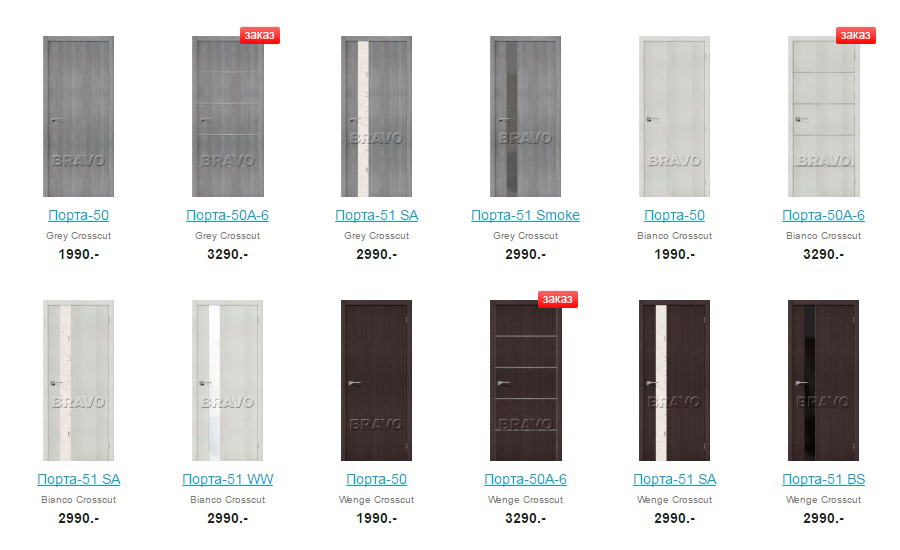 заказ
заказ
BRAVO
BRAVO
BRAVO
BRAVO
BRAVO
BRAVO
Порта-50
Порта-50А-6
Порта-51 SA
Порта-51 Smoke
Порта-50
Порта-50А-6
Grey Crosscut
Grey Crosscut
Grey Crosscut
Grey Crosscut
Bianco Crosscut
Bianco Crosscut
1990.-
3290.-
2990.-
2990.-
1990.-
3290.-
заказ
BRAVO
BRAVO
BRAVO
BRAVO
BRAVO
BRAVO
Порта-51 SA
Порта-51 WW
Порта-50
Порта-50А-6
Порта-51 SA
Порта-51 BS
Bianco Crosscut
Bianco Crosscut
Wenge Crosscut
Wenge Crosscut
Wenge Crosscut
Wenge Crosscut
2990.-
2990.-
1990.-
3290.-
2990.-
2990.-